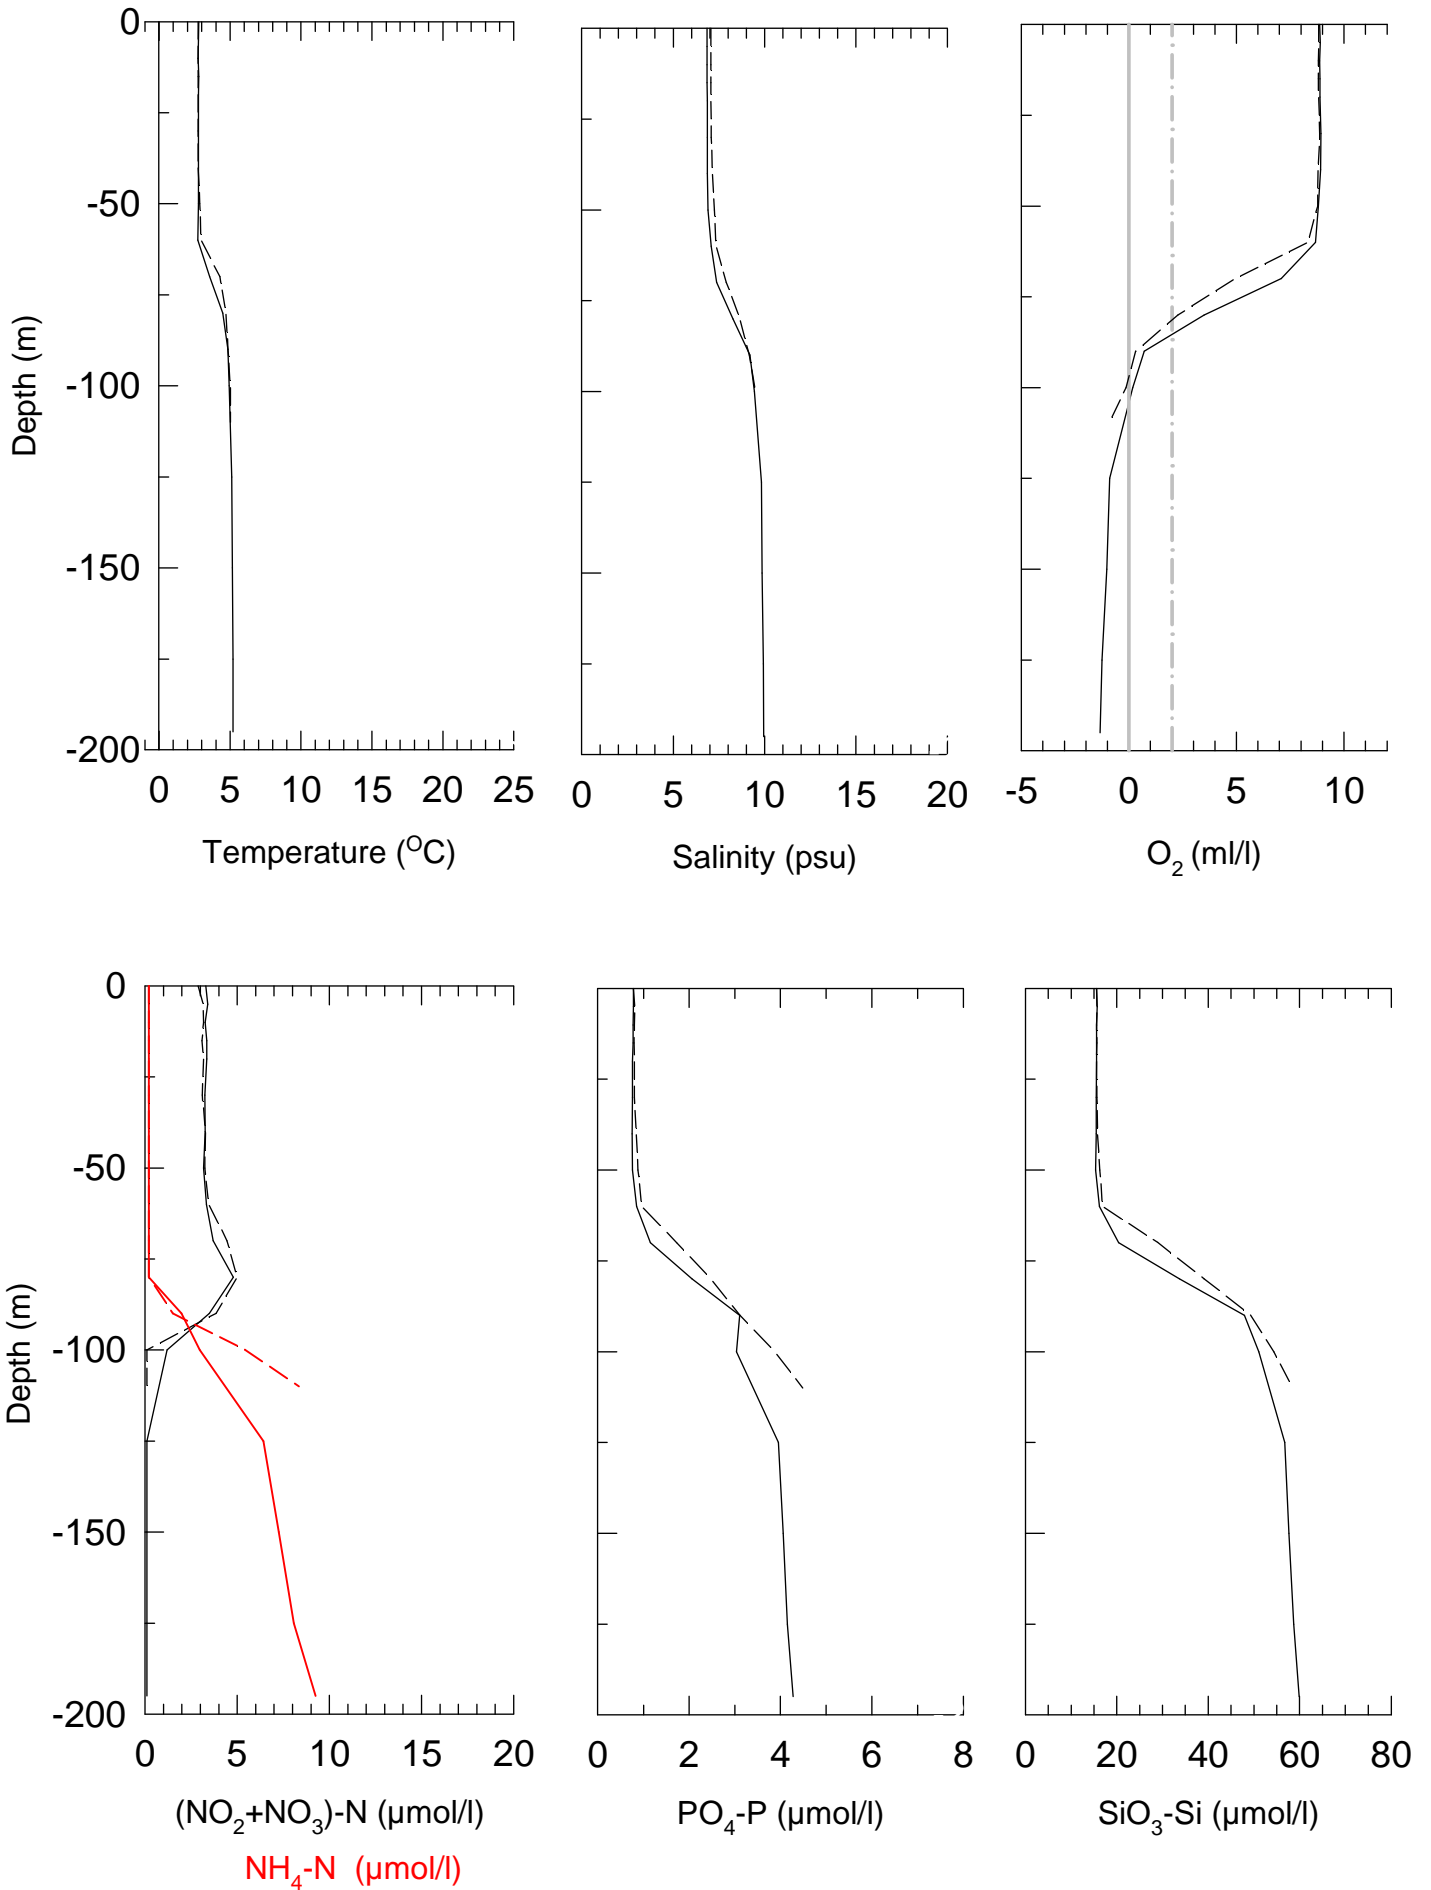 0
-50
-100
-150
-200
Depth (m)
0 5 10 15 20 25
Temperature (°C)
0 5 10 15 20
Salinity (psu)
-5 0 5 10
O₂ (ml/l)
0
-50
-100
-150
-200
Depth (m)
0 5 10 15 20
(NO₂+NO₃)-N (µmol/l)
NH₄-N (µmol/l)
0 2 4 6 8
PO₄-P (µmol/l)
0 20 40 60 80
SiO₃-Si (µmol/l)